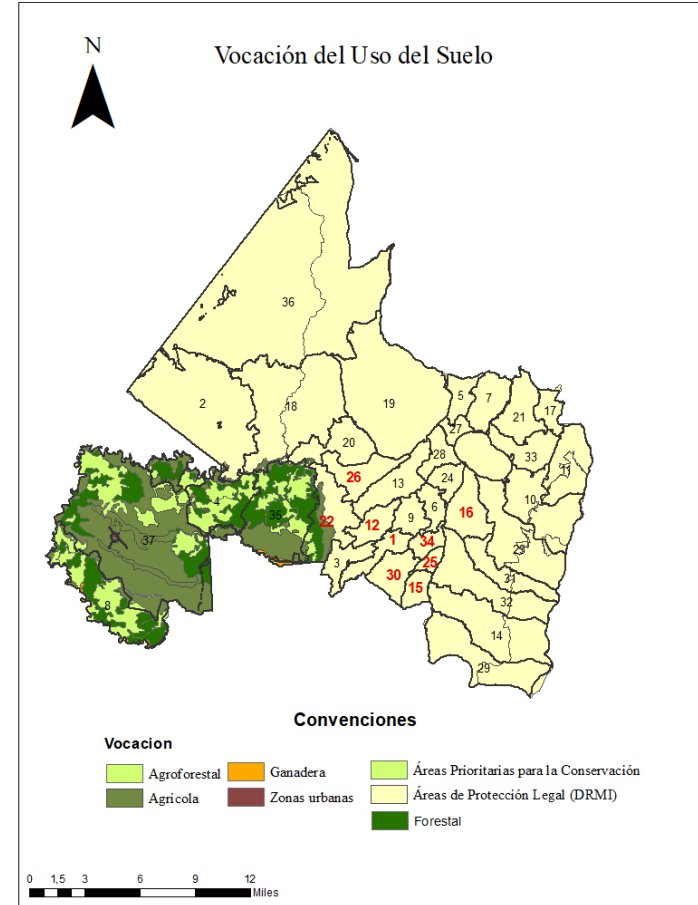 N
Vocación del Uso del Suelo
36
2
18
19
5
7
21
17
20
27
28
33
26
13
24
11
4
35
10
22
12
9
6
16
37
1
34
23
3
25
30
31
8
15
32
14
29
Convenciones
Vocacion
Agroforestal
Ganadera
Áreas Prioritarias para la Conservación
Agricola
Zonas urbanas
Áreas de Protección Legal (DRMI)
Forestal
0 1,5 3 6 9 12
Miles